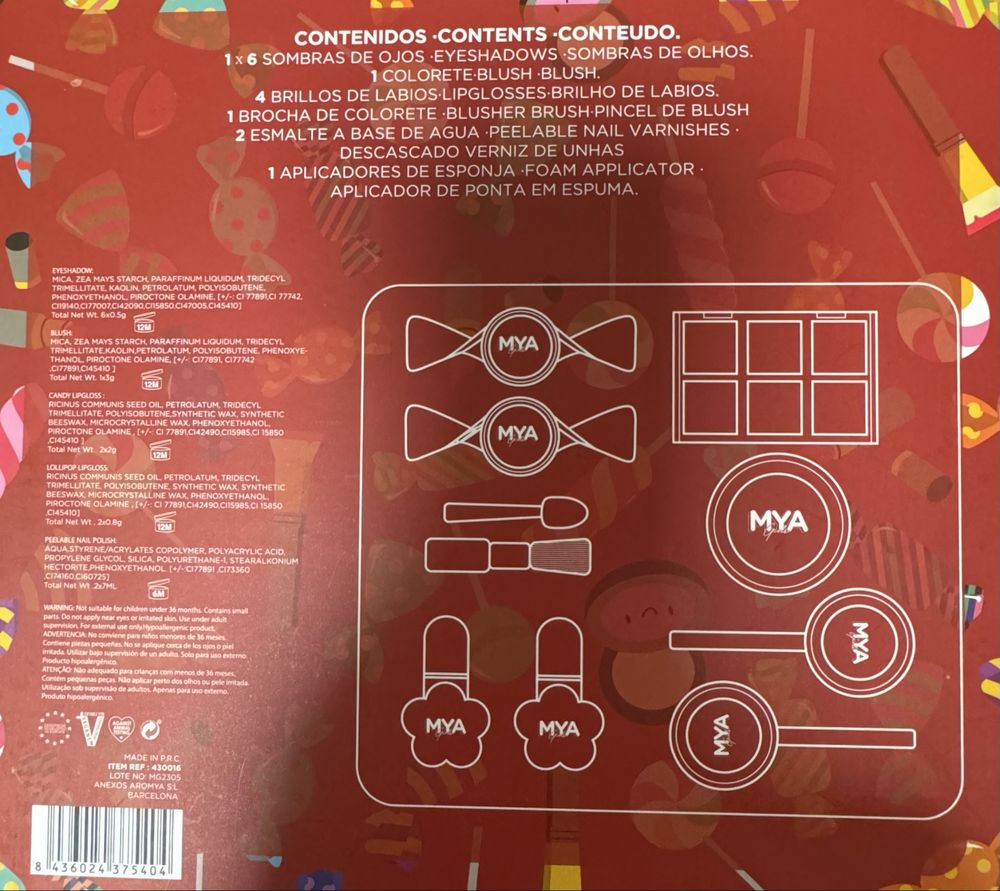 CONTENIDOS ·CONTENTS ·CONTEUDO.
1 x 6 SOMBRAS DE OJOS ·EYESHADOWS ·SOMBRAS DE OLHOS.
1 COLORETE·BLUSH ·BLUSH.
4 BRILLOS DE LABIOS·LIPGLOSSES·BRILHO DE LABIOS.
1 BROCHA DE COLORETE ·BLUSHER BRUSH·PINCEL DE BLUSH
2 ESMALTE A BASE DE AGUA ·PEELABLE NAIL VARNISHES ·
DESCASCADO VERNIZ DE UNHAS
1 APLICADORES DE ESPONJA ·FOAM APPLICATOR ·
APLICADOR DE PONTA EM ESPUMA.
EYESHADOW:
MICA, ZEA MAYS STARCH, PARAFFINUM LIQUIDUM, TRIDECYL
TRIMELLITATE, KAOLIN, PETROLATUM, POLYISOBUTENE,
PHENOXYETHANOL, PIROCTONE OLAMINE, [+/-: CI 77891,CI 77742,
CI19140,CI77007,CI42090,CI15850,CI47005,CI45410]
Total Net Wt. 6x0.5g
12M
BLUSH:
MICA, ZEA MAYS STARCH, PARAFFINUM LIQUIDUM, TRIDECYL
TRIMELLITATE,KAOLIN,PETROLATUM, POLYISOBUTENE, PHENOXYE-
THANOL, PIROCTONE OLAMINE, [+/-: CI77891, CI77742
,CI77891,CI45410 ]
Total Net Wt. 1x3g
12M
CANDY LIPGLOSS :
RICINUS COMMUNIS SEED OIL, PETROLATUM, TRIDECYL
TRIMELLITATE, POLYISOBUTENE,SYNTHETIC WAX, SYNTHETIC
BEESWAX, MICROCRYSTALLINE WAX, PHENOXYETHANOL,
PIROCTONE OLAMINE , [+/-: CI 77891,CI42490,CI15985,CI 15850
,CI45410 ]
Total Net Wt . 2x2g
12M
LOLLIPOP LIPGLOSS:
RICINUS COMMUNIS SEED OIL, PETROLATUM, TRIDECYL
TRIMELLITATE, POLYISOBUTENE, SYNTHETIC WAX, SYNTHETIC
BEESWAX, MICROCRYSTALLINE WAX, PHENOXYETHANOL,
PIROCTONE OLAMINE , [+/-: CI 77891,CI42490,CI15985,CI 15850
,CI45410]
Total Net Wt . 2x0.8g
12M
PEELABLE NAIL POLISH:
AQUA,STYRENE/ACRYLATES COPOLYMER, POLYACRYLIC ACID,
PROPYLENE GLYCOL, SILICA, POLYURETHANE-1, STEARALKONIUM
HECTORITE,PHENOXYETHANOL. [+/-:CI77891 ,CI73360
,CI74160,CI60725]
Total Net Wt .2x7ML
6M
WARNING: Not suitable for children under 36 months. Contains small
parts. Do not apply near eyes or irritated skin. Use under adult
supervision. For external use only.Hypoallergenic product.
ADVERTENCIA: No conviene para niños menores de 36 meses.
Contiene piezas pequeñas. No se aplique cerca de los ojos o piel
irritada. Utilizar bajo supervisión de un adulto. Solo para uso externo.
Producto hipoalergénico.
ATENÇÃO: Não adequado para crianças com menos de 36 meses.
Contém pequenas peças. Não aplicar perto dos olhos ou pele irritada.
Utilização sob supervisão de adultos. Apenas para uso externo.
Produto hipoalergénico.
AGAINST
ANIMAL
TESTING
MADE IN P.R.C.
ITEM REF : 430016
LOTE NO: MG2305
ANEXOS AROMYA S.L
BARCELONA
8 436024 375404
MYA
MYA
MYA
MYA
MYA
MYA
MYA